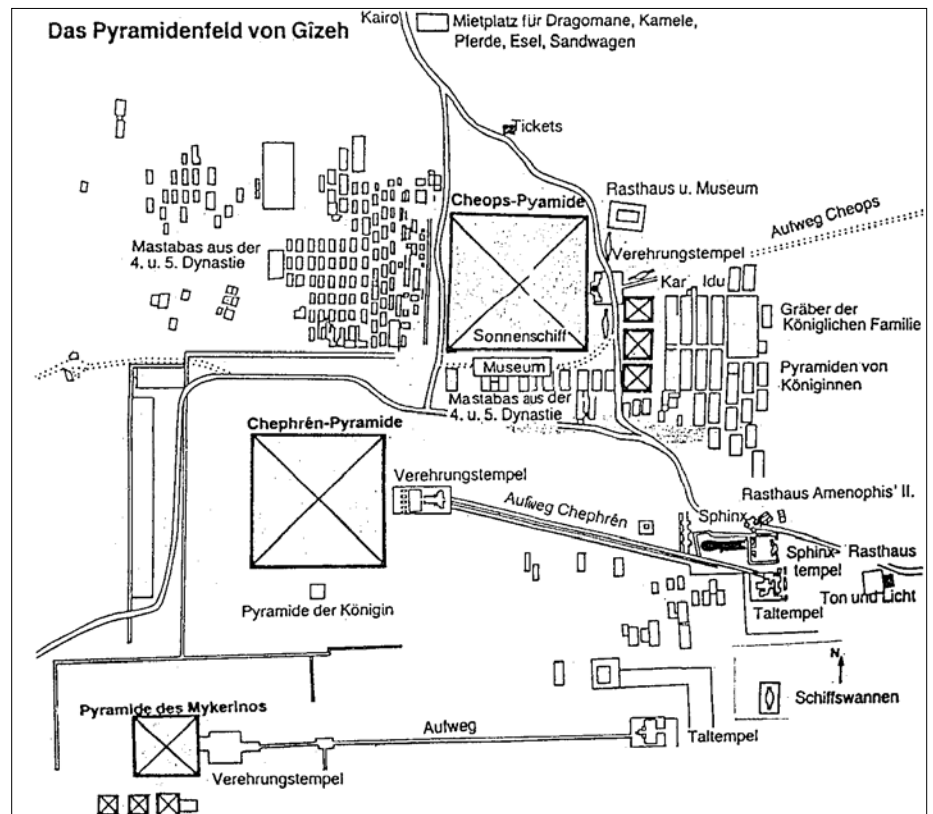 Das Pyramidenfeld von Gîzeh
Kairo
Mietplatz für Dragomane, Kamele,
Pferde, Esel, Sandwagen
Tickets
Rasthaus u. Museum
Cheops-Pyamide
Aufweg Cheops
Mastabas aus der
4. u. 5. Dynastie
Verehrungstempel
Kar
Idu
Gräber der
Königlichen Familie
Sonnenschiff
Museum
Pyramiden von
Königinnen
Mastabas aus der
4. u. 5. Dynastie
Chephrén-Pyramide
Verehrungstempel
Aufweg Chephrén
Rasthaus Amenophis' II.
Sphinx
Sphinx-
tempel
Rasthaus
Ton und Licht
Taltempel
Pyramide der Königin
N
Schiffswannen
Pyramide des Mykerinos
Aufweg
Taltempel
Verehrungstempel